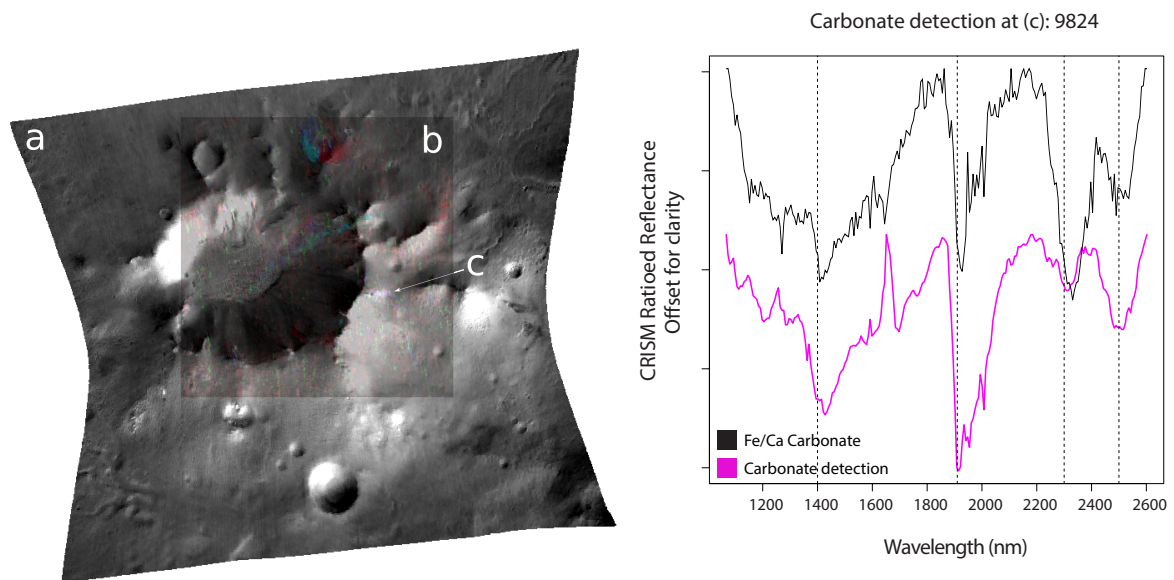 a
b
c
Carbonate detection at (c): 9824
CRISM Ratioed Reflectance
Offset for clarity
Fe/Ca Carbonate
Carbonate detection
1200 1400 1600 1800 2000 2200 2400 2600
Wavelength (nm)